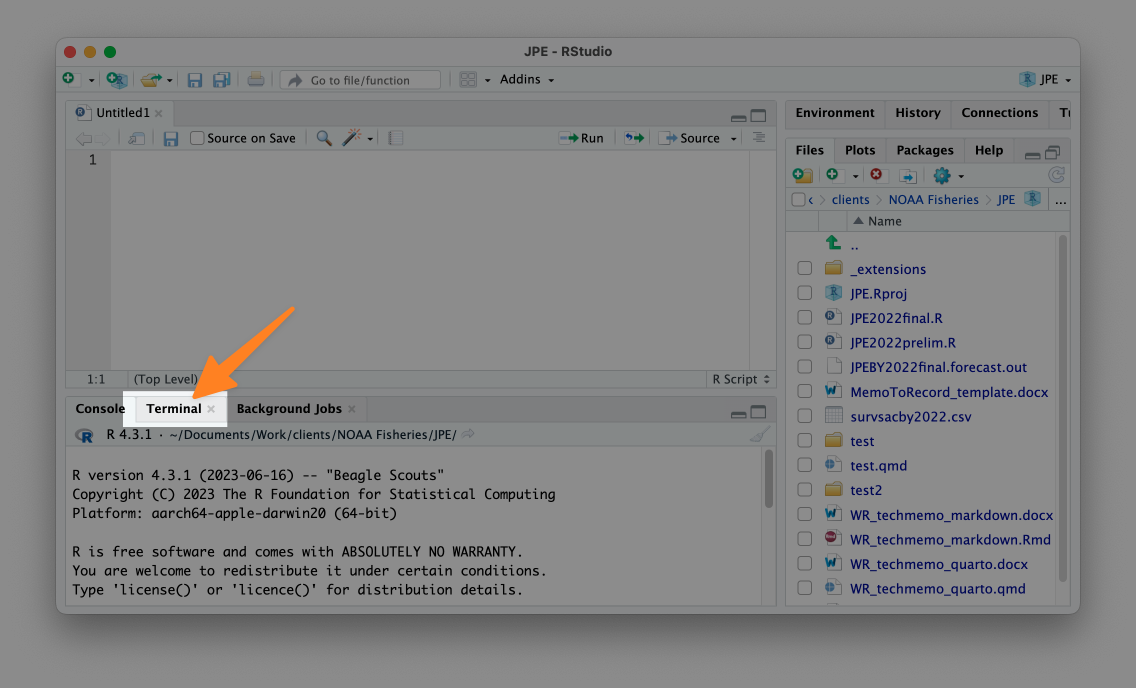 JPE - RStudio
Go to file/function
Addins
JPE
Untitled1
Source on Save
Run
Source
1
1:1
(Top Level)
R Script
Console
Terminal
Background Jobs
R 4.3.1 · ~/Documents/Work/clients/NOAA Fisheries/JPE/
R version 4.3.1 (2023-06-16) -- "Beagle Scouts"
Copyright (C) 2023 The R Foundation for Statistical Computing
Platform: aarch64-apple-darwin20 (64-bit)
R is free software and comes with ABSOLUTELY NO WARRANTY.
You are welcome to redistribute it under certain conditions.
Type 'license()' or 'licence()' for distribution details.
Environment
History
Connections
Files
Plots
Packages
Help
clients
NOAA Fisheries
JPE
...
Name
..
_extensions
JPE.Rproj
JPE2022final.R
JPE2022prelim.R
JPEBY2022final.forecast.out
MemoToRecord_template.docx
survsacby2022.csv
test
test.qmd
test2
WR_techmemo_markdown.docx
WR_techmemo_markdown.Rmd
WR_techmemo_quarto.docx
WR_techmemo_quarto.qmd